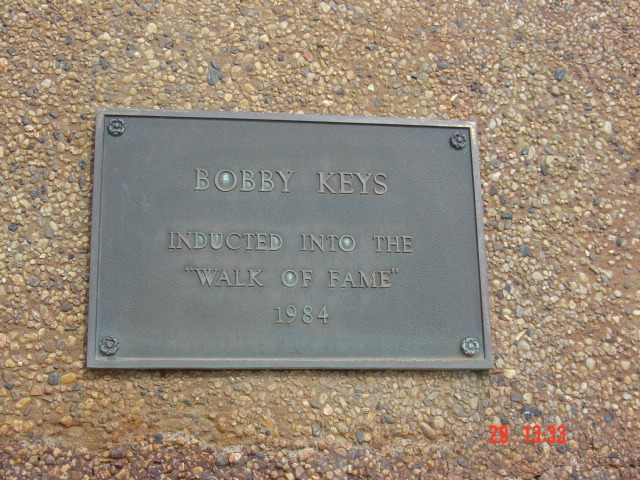 BOBBY KEYS
INDUCTED INTO THE
"WALK OF FAME"
1984
29 13:33